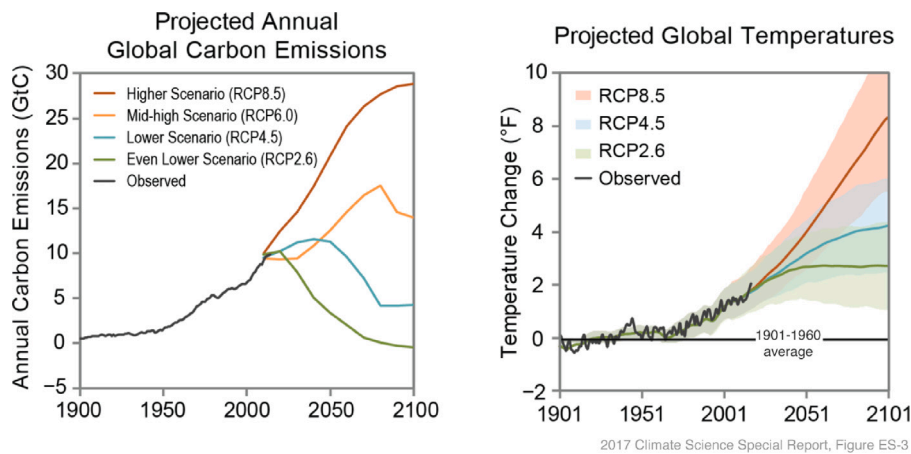 Projected Annual
Global Carbon Emissions
Annual Carbon Emissions (GtC)
30
25
20
15
10
5
0
−5
Higher Scenario (RCP8.5)
Mid-high Scenario (RCP6.0)
Lower Scenario (RCP4.5)
Even Lower Scenario (RCP2.6)
Observed
1900
1950
2000
2050
2100
Projected Global Temperatures
Temperature Change (°F)
10
8
6
4
2
0
−2
RCP8.5
RCP4.5
RCP2.6
Observed
1901-1960
average
1901
1951
2001
2051
2101
2017 Climate Science Special Report, Figure ES-3